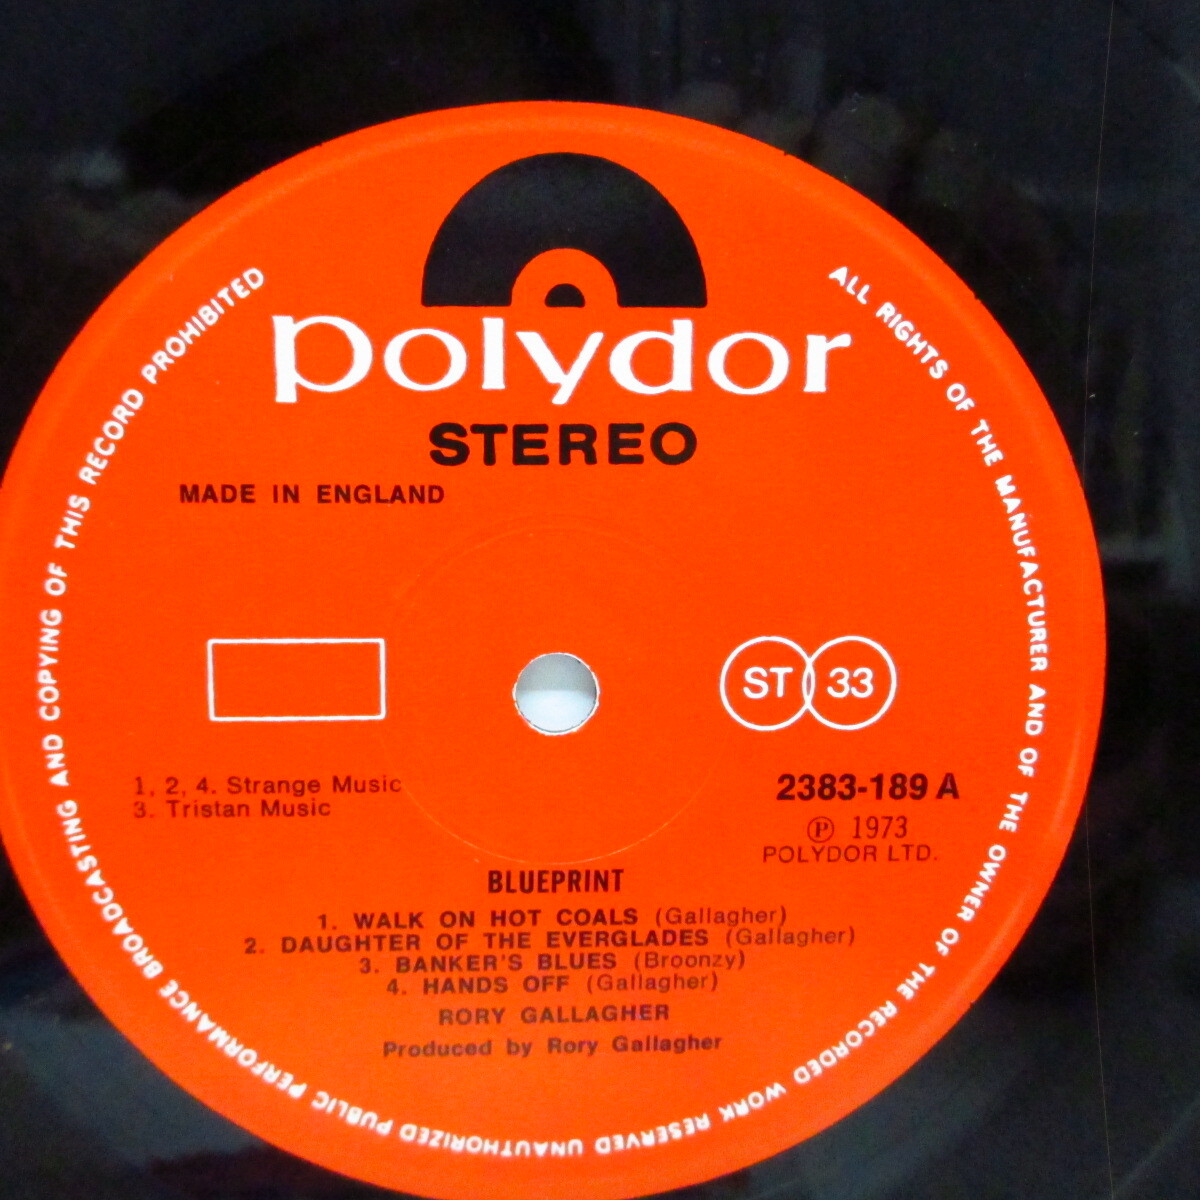 polydor
STEREO
MADE IN ENGLAND
ST 33
1, 2, 4. Strange Music
3. Tristan Music
2383-189 A
Ⓟ 1973
POLYDOR LTD.
BLUEPRINT
1. WALK ON HOT COALS (Gallagher)
2. DAUGHTER OF THE EVERGLADES (Gallagher)
3. BANKER'S BLUES (Broonzy)
4. HANDS OFF (Gallagher)
RORY GALLAGHER
Produced by Rory Gallagher
ALL RIGHTS OF THE MANUFACTURER AND OF THE OWNER OF THE RECORDED WORK RESERVED UNAUTHORIZED PUBLIC PERFORMANCE BROADCASTING AND COPYING OF THIS RECORD PROHIBITED